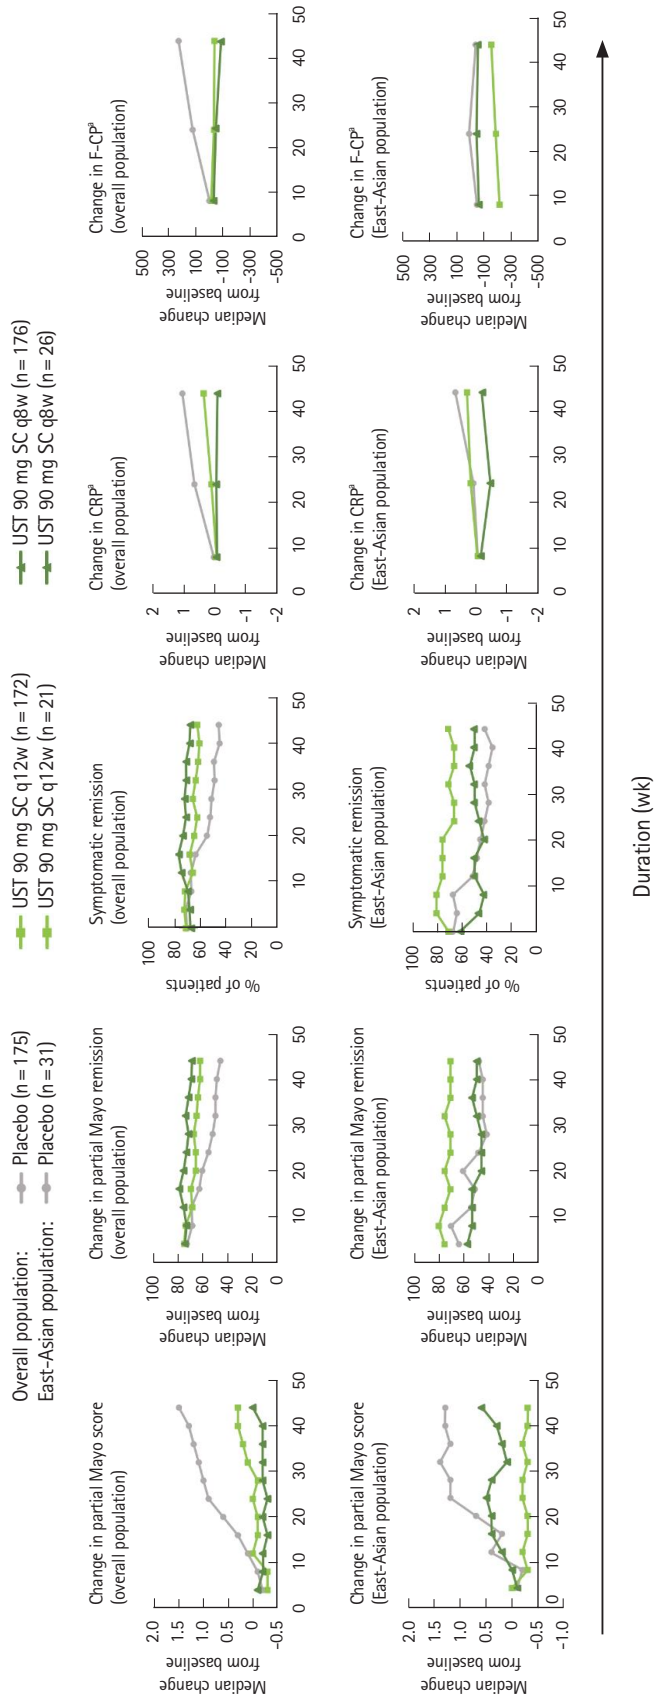 Overall population: Placebo (n=175) UST 90 mg SC q12w (n=172) UST 90 mg SC q8w (n=176)
East-Asian population: Placebo (n=31) UST 90 mg SC q12w (n=21) UST 90 mg SC q8w (n=26)
Change in partial Mayo score
(overall population)
Median change
from baseline
2.0
1.5
1.0
0.5
0
-0.5
0 10 20 30 40 50
Change in partial Mayo remission
(overall population)
Median change
from baseline
100
80
60
40
20
0
10 20 30 40 50
Symptomatic remission
(overall population)
% of patients
100
80
60
40
20
0
10 20 30 40 50
Change in CRPª
(overall population)
Median change
from baseline
2
1
0
-1
-2
0 10 20 30 40 50
Change in F-CPª
(overall population)
Median change
from baseline
500
300
100
-100
-300
-500
0 10 20 30 40 50
Change in partial Mayo score
(East-Asian population)
Median change
from baseline
2.0
1.5
1.0
0.5
0
-0.5
-1.0
0 10 20 30 40 50
Change in partial Mayo remission
(East-Asian population)
Median change
from baseline
100
80
60
40
20
0
10 20 30 40 50
Symptomatic remission
(East-Asian population)
% of patients
100
80
60
40
20
0
10 20 30 40 50
Change in CRPª
(East-Asian population)
Median change
from baseline
2
1
0
-1
-2
0 10 20 30 40 50
Change in F-CPª
(East-Asian population)
Median change
from baseline
500
300
100
-100
-300
-500
0 10 20 30 40 50
Duration (wk)